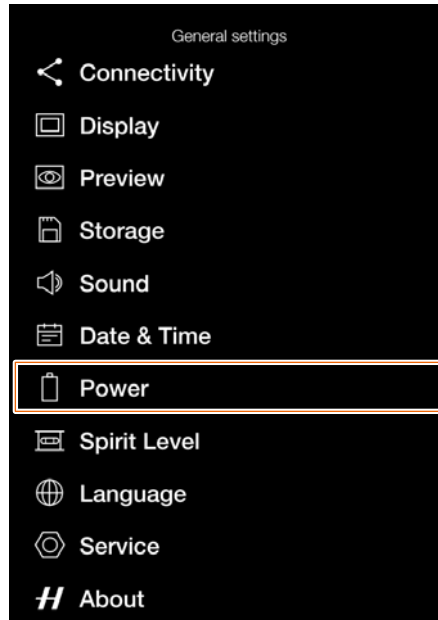 General settings
Connectivity
Display
Preview
Storage
Sound
Date & Time
Power
Spirit Level
Language
Service
About